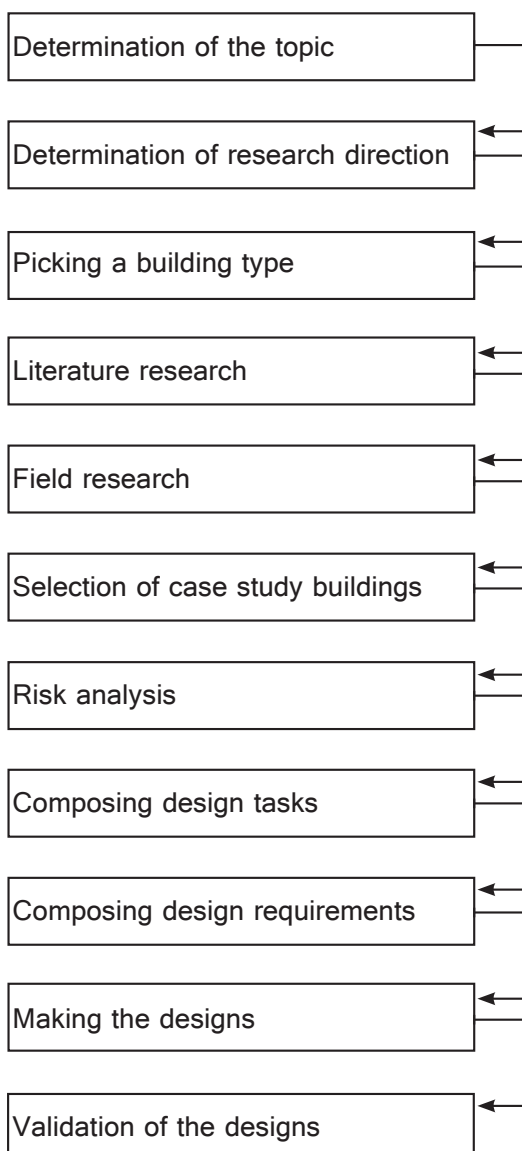 Determination of the topic
Determination of research direction
Picking a building type
Literature research
Field research
Selection of case study buildings
Risk analysis
Composing design tasks
Composing design requirements
Making the designs
Validation of the designs